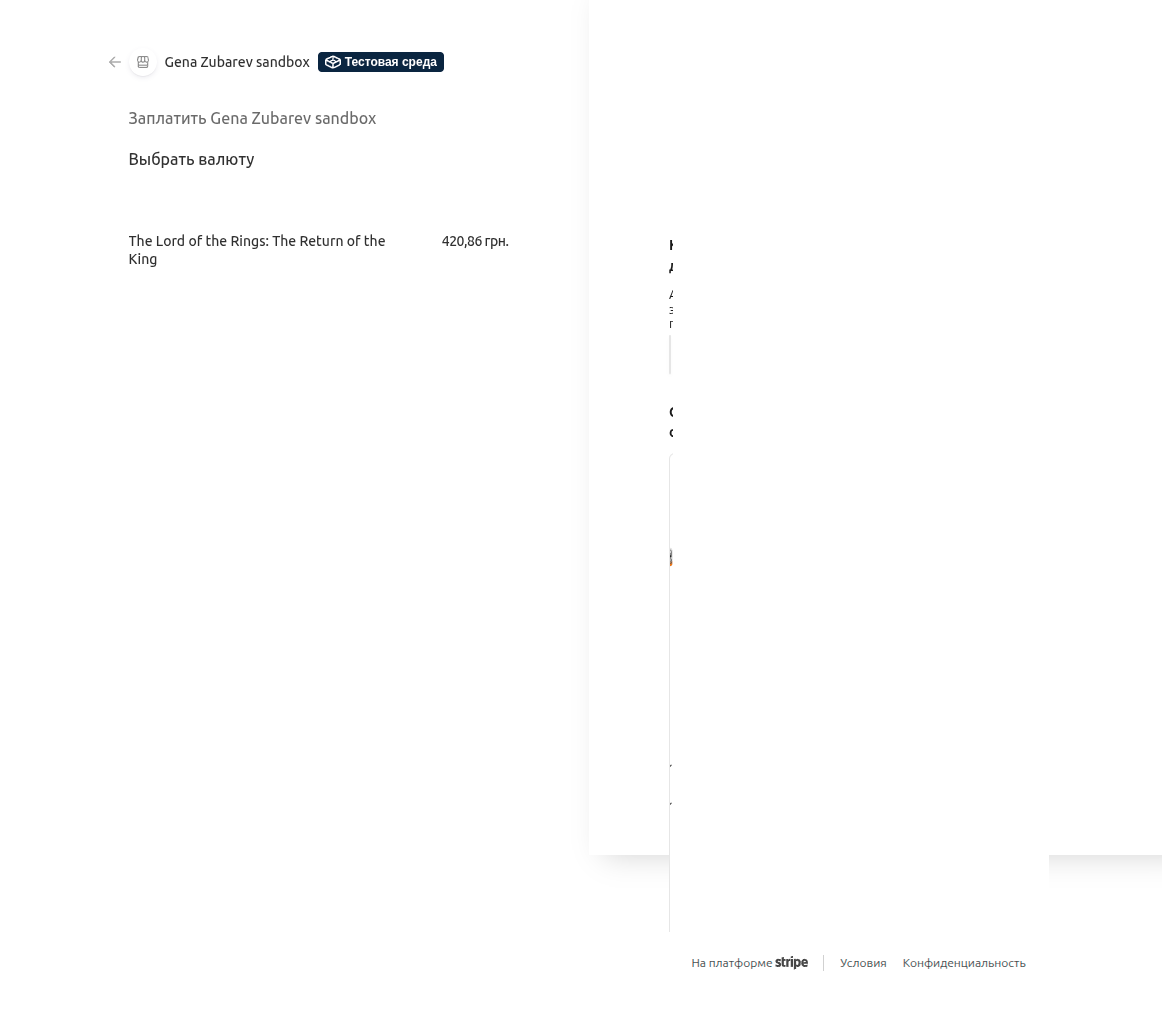 Gena Zubarev sandbox Тестовая среда
Заплатить Gena Zubarev sandbox
Выбрать валюту
The Lord of the Rings: The Return of the 420,86 грн.
King
На платформе stripe Условия Конфиденциальность